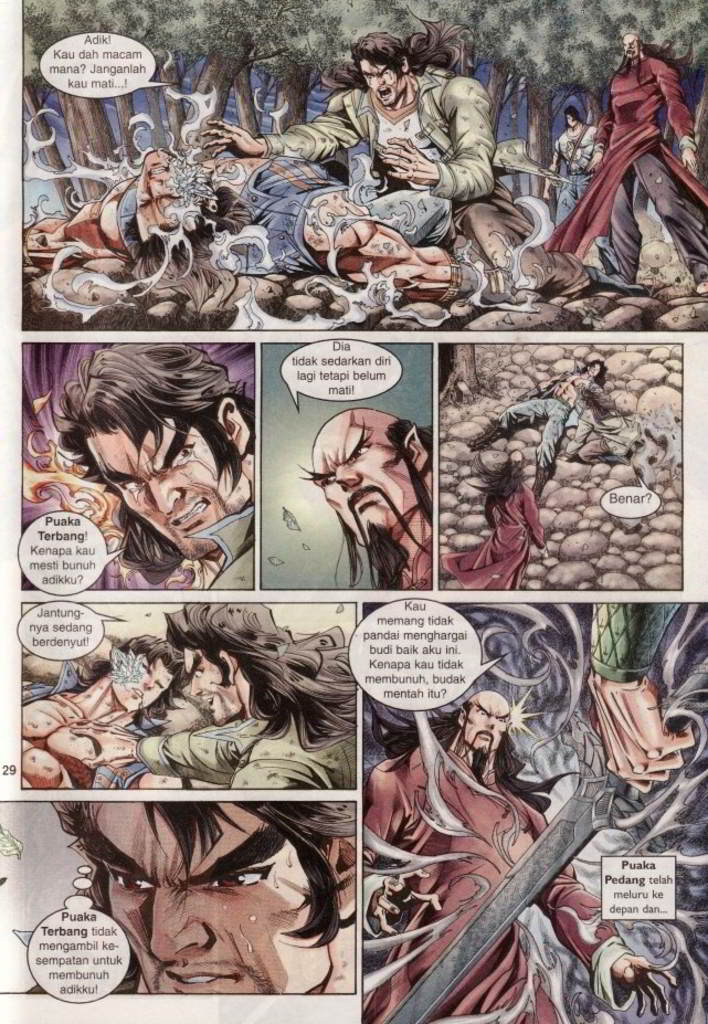 Adik!
Kau dah macam
mana? Janganlah
kau mati...!
Puaka
Terbang!
Kenapa kau
mesti bunuh
adikku?
Dia
tidak sedarkan diri
lagi tetapi belum
mati!
Benar?
Jantung-
nya sedang
berdenyut!
Kau
memang tidak
pandai menghargai
budi baik aku ini.
Kenapa kau tidak
membunuh, budak
mentah itu?
29
Puaka
Terbang tidak
mengambil ke-
sempatan untuk
membunuh
adikku!
Puaka
Pedang telah
meluru ke
depan dan...